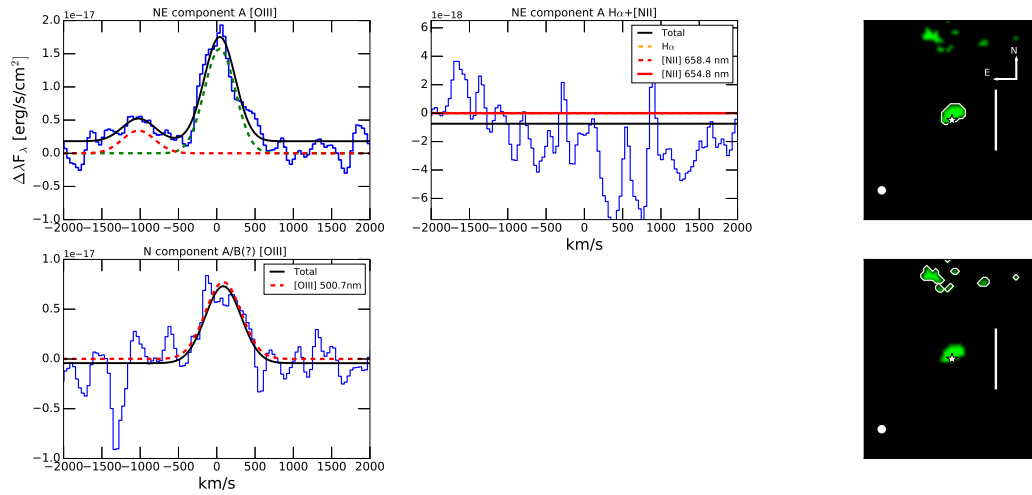 NE component A [OIII]
1e−17
2.0
1.5
1.0
0.5
0.0
0.5
1.0
ΔλFλ [erg/s/cm²]
−2000 −1500 −1000 −500 0 500 1000 1500 2000
NE component A Hα+[NII]
1e−18
6
4
2
0
−2
−4
−6
Total
Hα
[NII] 658.4 nm
[NII] 654.8 nm
−2000 −1500 −1000 −500 0 500 1000 1500 2000
km/s
N
E
N component A/B(?) [OIII]
1e−17
1.0
0.5
0.0
−0.5
−1.0
Total
[OIII] 500.7nm
−2000 −1500 −1000 −500 0 500 1000 1500 2000
km/s